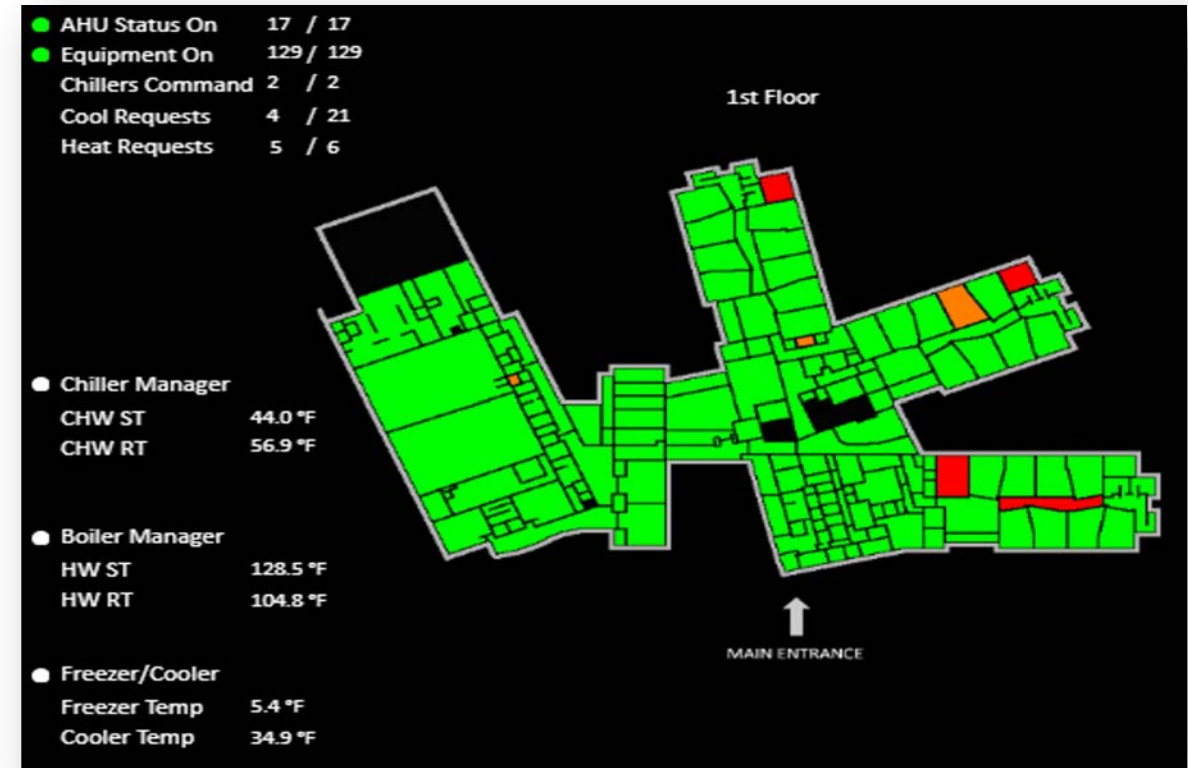 AHU Status On 17 / 17
Equipment On 129 / 129
Chillers Command 2 / 2
Cool Requests 4 / 21
Heat Requests 5 / 6
1st Floor
Chiller Manager
CHW ST 44.0 °F
CHW RT 56.9 °F
Boiler Manager
HW ST 128.5 °F
HW RT 104.8 °F
MAIN ENTRANCE
Freezer/Cooler
Freezer Temp 5.4 °F
Cooler Temp 34.9 °F